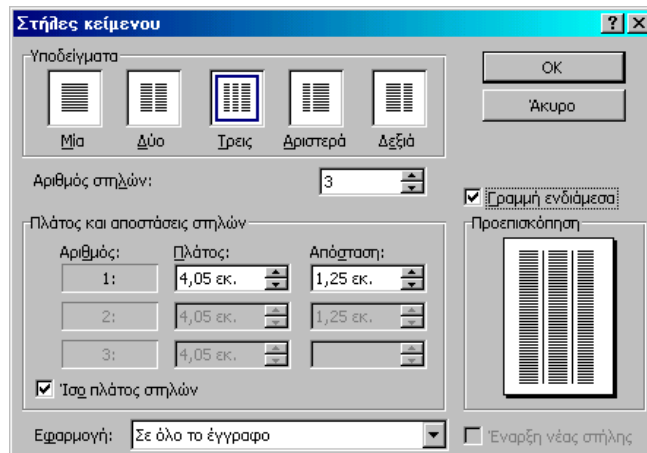 Στήλες κείμενου
Υποδείγματα
Μία Δύο Τρεις Αριστερά Δεξιά
OK
Άκυρο
Αριθμός στηλών: 3
Γραμμή ενδιάμεσα
Πλάτος και αποστάσεις στηλών
Αριθμός: Πλάτος: Απόσταση:
1: 4,05 εκ. 1,25 εκ.
2: 4,05 εκ. 1,25 εκ.
3: 4,05 εκ.
Ίσο πλάτος στηλών
Προεπισκόπηση
Εφαρμογή: Σε όλο το έγγραφο
Έναρξη νέας στήλης